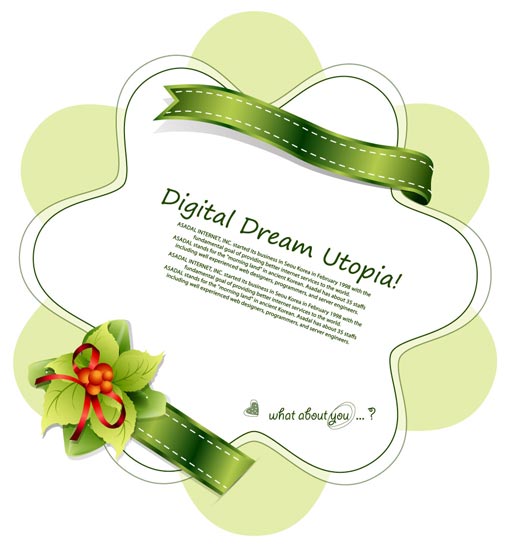 Digital Dream Utopia!
ASADAL INTERNET, INC. started its business in Seoul Korea in February 1998 with the
fundamental goal of providing better internet services to the world.
ASADAL stands for the "morning land" in ancient Korean. Asadal has about 35 staffs
including well experienced web designers, programmers, and server engineers.
ASADAL INTERNET, INC. started its business in Seoul Korea in February 1998 with the
fundamental goal of providing better internet services to the world.
ASADAL stands for the "morning land" in ancient Korean. Asadal has about 35 staffs
including well experienced web designers, programmers, and server engineers.
what about you ... ?